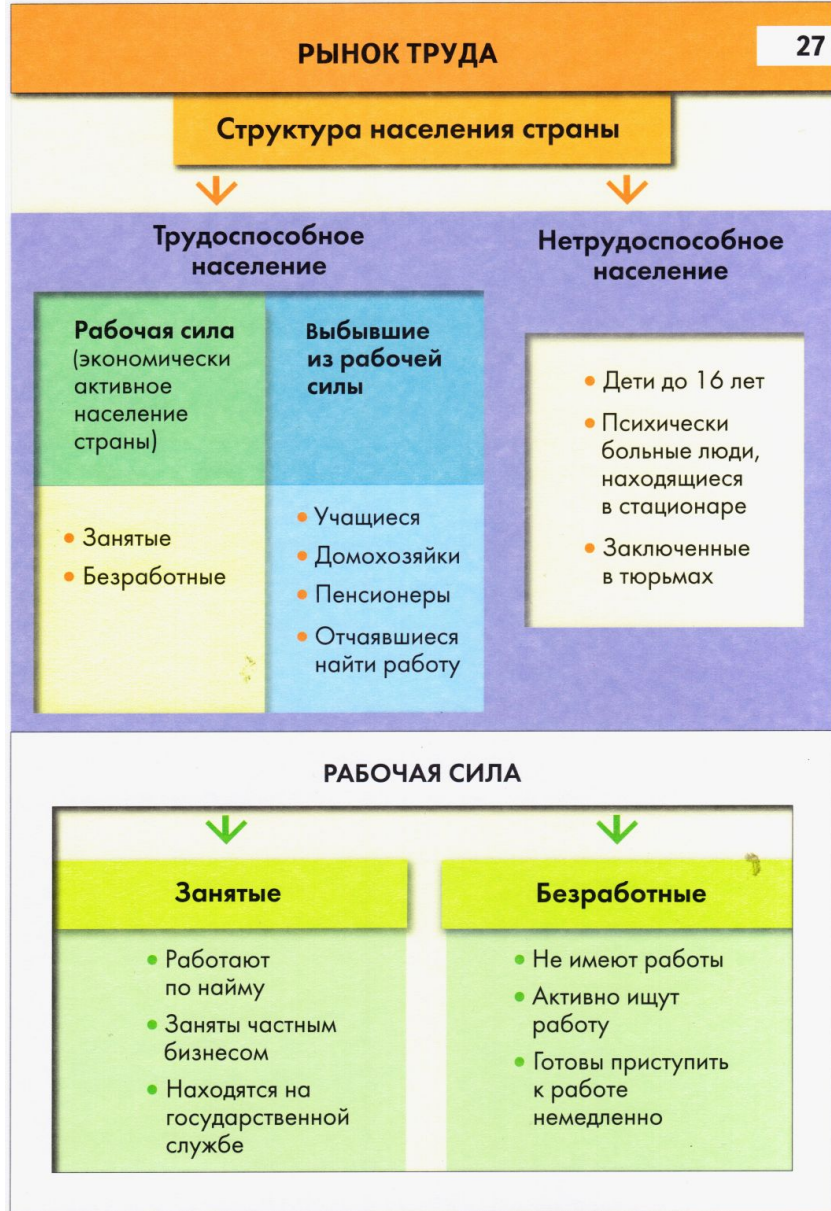 РЫНОК ТРУДА
27
Структура населения страны
Трудоспособное
население
Рабочая сила
(экономически
активное
население
страны)
• Занятые
• Безработные
Выбывшие
из рабочей
силы
• Учащиеся
• Домохозяйки
• Пенсионеры
• Отчаявшиеся
найти работу
Нетрудоспособное
население
• Дети до 16 лет
• Психически
больные люди,
находящиеся
в стационаре
• Заключенные
в тюрьмах
РАБОЧАЯ СИЛА
Занятые
• Работают
по найму
• Заняты частным
бизнесом
• Находятся на
государственной
службе
Безработные
• Не имеют работы
• Активно ищут
работу
• Готовы приступить
к работе
немедленно